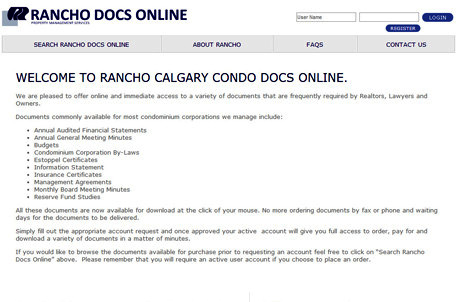 RANCHO DOCS ONLINE
PROPERTY MANAGEMENT SERVICES
User Name
LOGIN
REGISTER
SEARCH RANCHO DOCS ONLINE ABOUT RANCHO FAQS CONTACT US
WELCOME TO RANCHO CALGARY CONDO DOCS ONLINE.
We are pleased to offer online and immediate access to a variety of documents that are frequently required by Realtors, Lawyers and
Owners.
Documents commonly available for most condominium corporations we manage include:
• Annual Audited Financial Statements
• Annual General Meeting Minutes
• Budgets
• Condominium Corporation By-Laws
• Estoppel Certificates
• Information Statement
• Insurance Certificates
• Management Agreements
• Monthly Board Meeting Minutes
• Reserve Fund Studies
All these documents are now available for download at the click of your mouse. No more ordering documents by fax or phone and waiting
days for the documents to be delivered.
Simply fill out the appropriate account request and once approved your active account will give you full access to order, pay for and
download a variety of documents in a matter of minutes.
If you would like to browse the documents available for purchase prior to requesting an account feel free to click on "Search Rancho
Docs Online" above. Please remember that you will require an active user account if you choose to place an order.